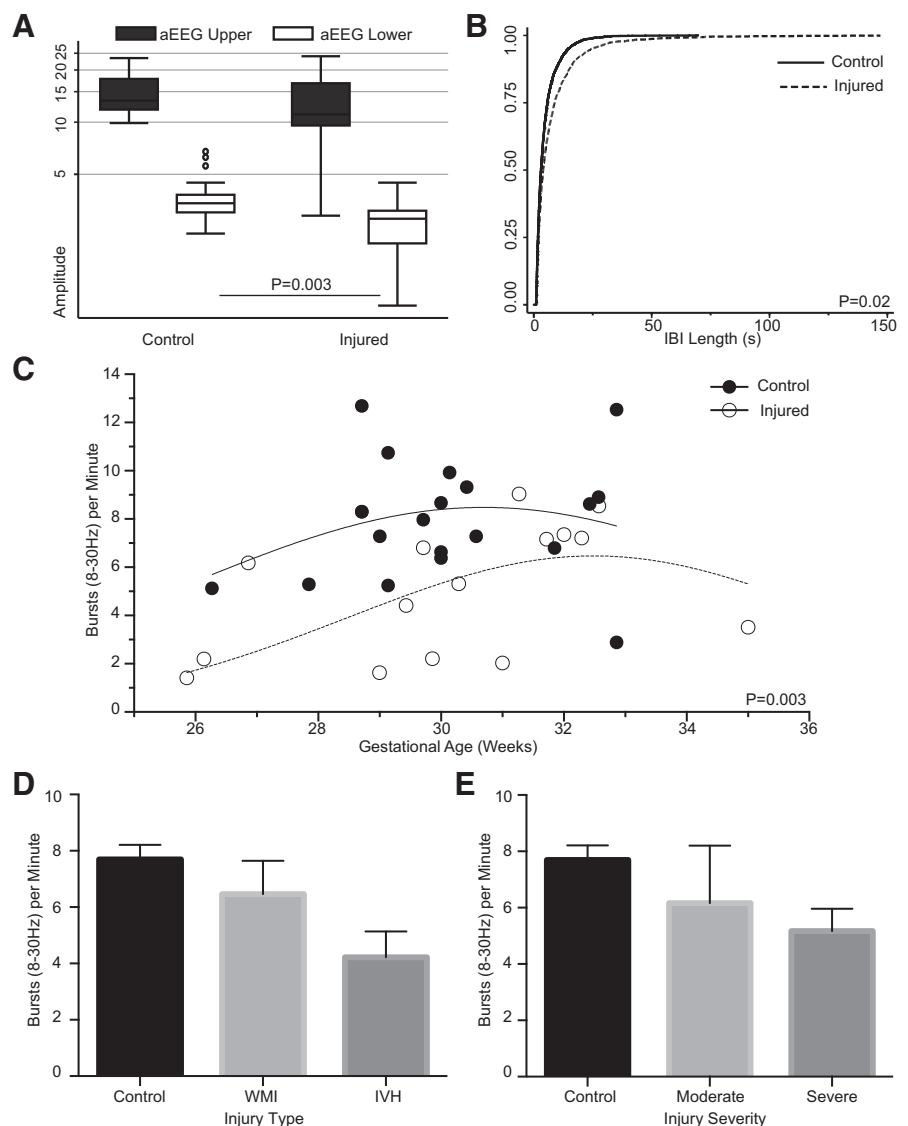 A
aEEG Upper
aEEG Lower
25
20
15
10
5
Amplitude
P=0.003
Control
Injured
B
1.00
0.75
0.50
0.25
0.00
Control
Injured
P=0.02
0
50
100
150
IBI Length (s)
C
14
12
10
8
6
4
2
0
Bursts (8-30Hz) per Minute
Control
Injured
P=0.003
26
28
30
32
34
36
Gestational Age (Weeks)
D
10
8
6
4
2
0
Bursts (8-30Hz) per Minute
Control
WMI
IVH
Injury Type
E
10
8
6
4
2
0
Bursts (8-30Hz) per Minute
Control
Moderate
Severe
Injury Severity